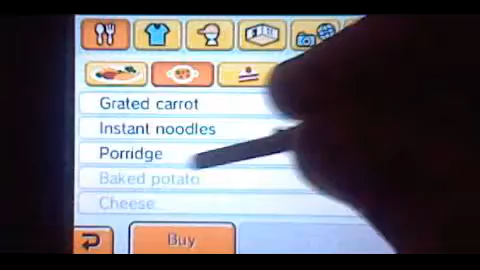 Grated carrot
Instant noodles
Porridge
Baked potato
Cheese
Buy